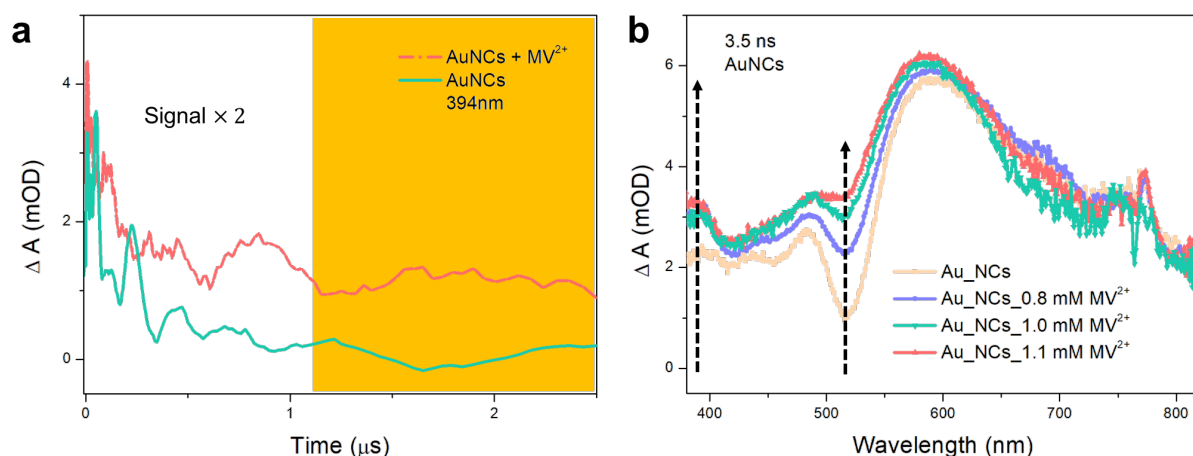 a
AuNCs + MV²⁺
AuNCs
394nm
Signal × 2
4
2
0
Δ A (mOD)
0
1
2
Time (μs)
b
3.5 ns
AuNCs
6
4
2
0
Δ A (mOD)
Au_NCs
Au_NCs_0.8 mM MV²⁺
Au_NCs_1.0 mM MV²⁺
Au_NCs_1.1 mM MV²⁺
400
500
600
700
800
Wavelength (nm)